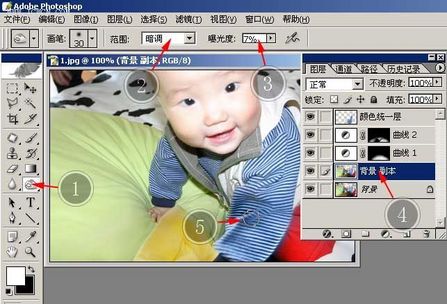 Adobe Photoshop
文件(F) 编辑(E) 图像(I) 图层(L) 选择(S) 滤镜(T) 视图(V) 窗口(W) 帮助(H)
画笔: 30 范围: 暗调 曝光度: 7%
1.jpg @ 100% (背景 副本,RGB/8)
图层 通道 路径 历史记录
正常 不透明度: 100%
锁定: 填充: 100%
颜色统一层
曲线 2
曲线 1
背景 副本
背景
1
2
3
4
5
T